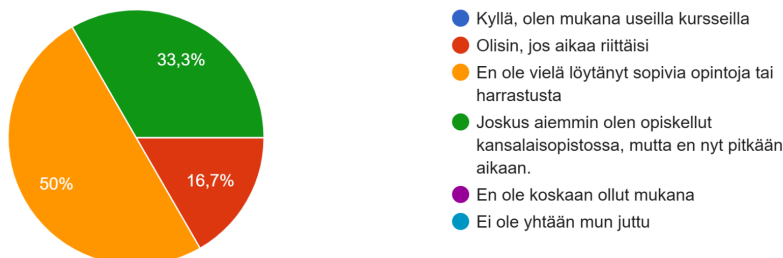 33,3%
50%
16,7%
Kyllä, olen mukana useilla kursseilla
Olisin, jos aikaa riittäisi
En ole vielä löytänyt sopivia opintoja tai
harrastusta
Joskus aiemmin olen opiskellut
kansalaisopistossa, mutta en nyt pitkään
aikaan.
En ole koskaan ollut mukana
Ei ole yhtään mun juttu